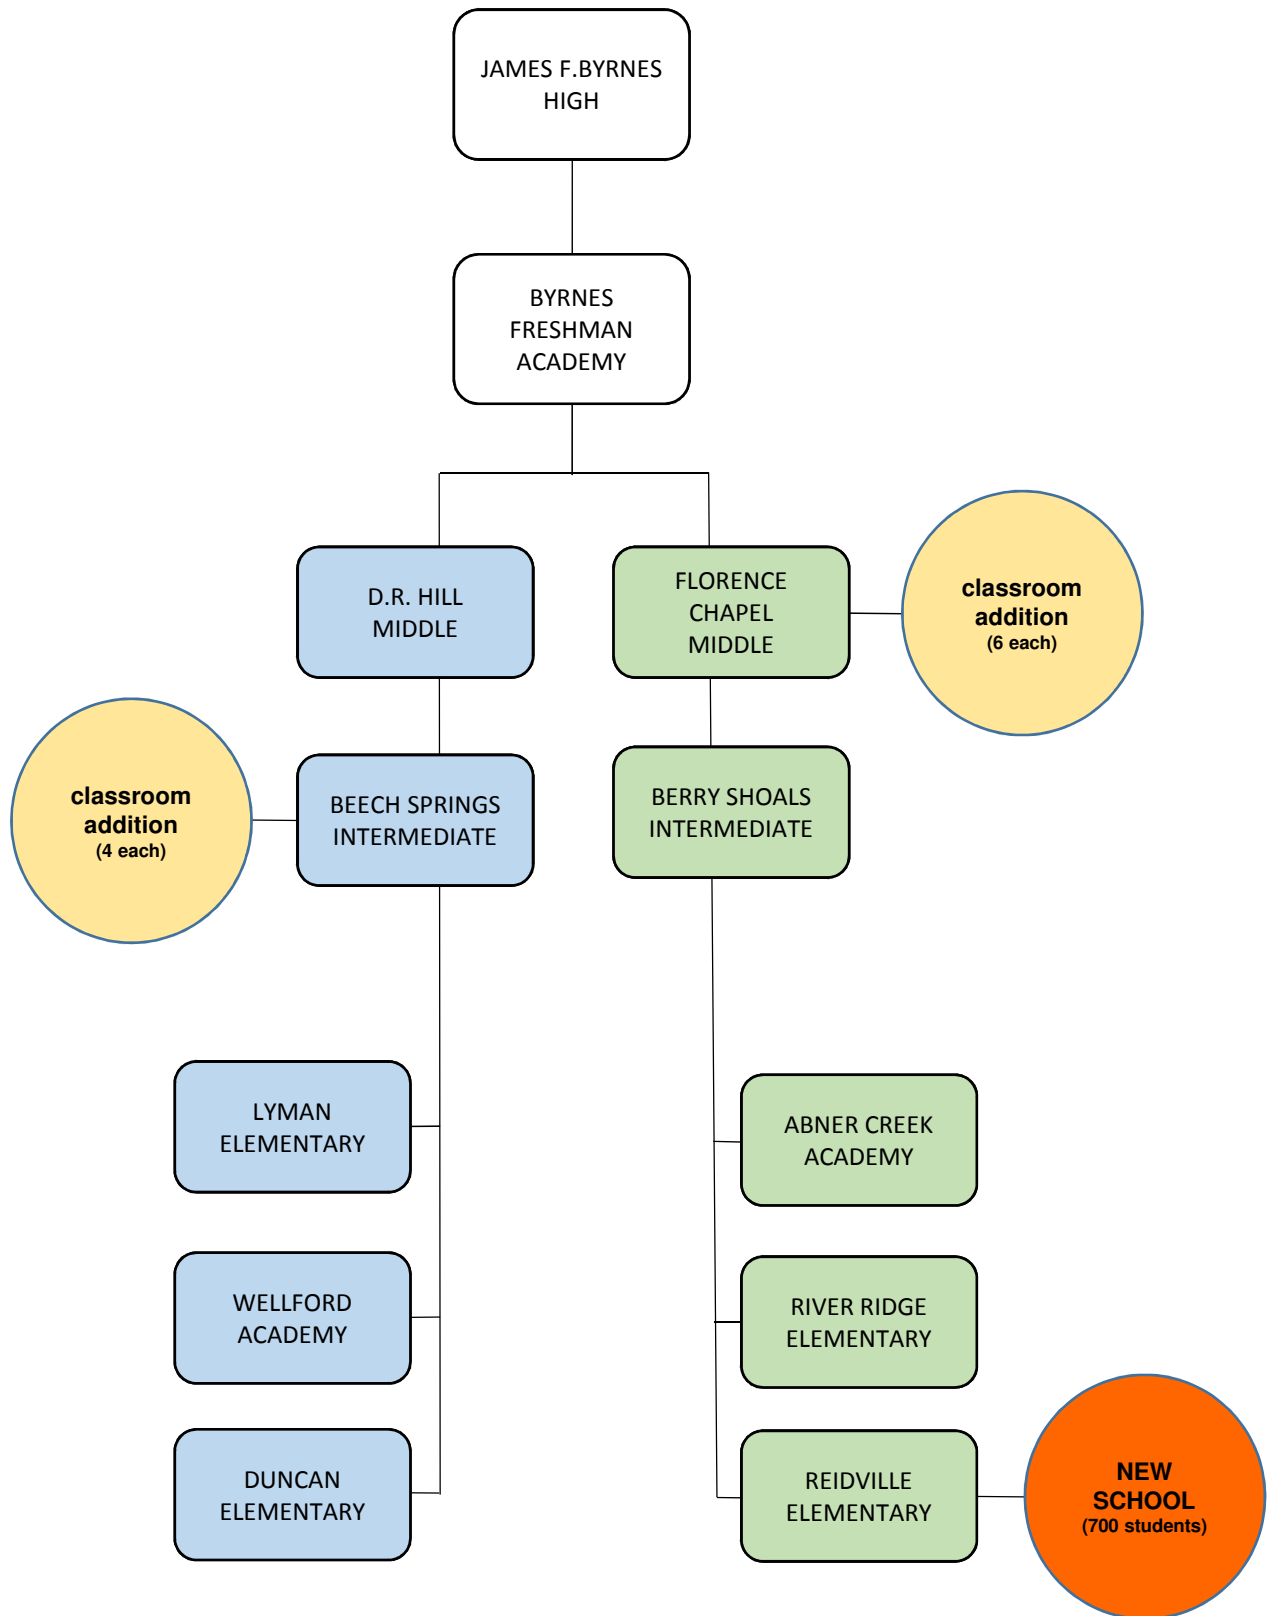 JAMES F.BYRNES
HIGH
BYRNES
FRESHMAN
ACADEMY
D.R. HILL
MIDDLE
FLORENCE
CHAPEL
MIDDLE
classroom
addition
(6 each)
classroom
addition
(4 each)
BEECH SPRINGS
INTERMEDIATE
BERRY SHOALS
INTERMEDIATE
LYMAN
ELEMENTARY
ABNER CREEK
ACADEMY
WELLFORD
ACADEMY
RIVER RIDGE
ELEMENTARY
DUNCAN
ELEMENTARY
REIDVILLE
ELEMENTARY
NEW
SCHOOL
(700 students)